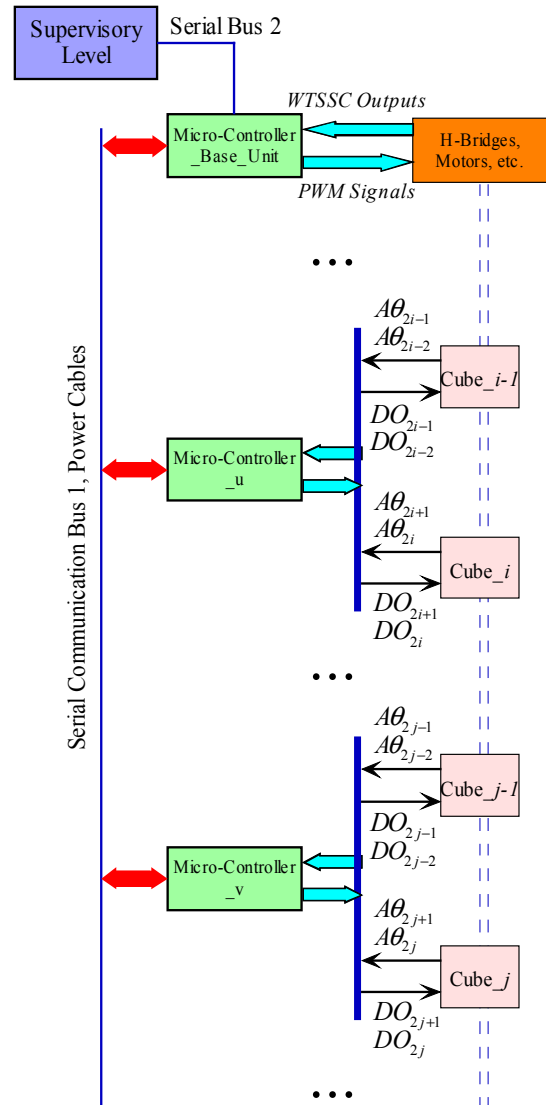 Supervisory
Level
Serial Bus 2
WTSSC Outputs
Micro-Controller
_Base_Unit
H-Bridges,
Motors, etc.
PWM Signals
•••
Aθ2i−1
Aθ2i−2
Cube_i-1
DO2i−1
DO2i−2
Micro-Controller
_u
Aθ2i+1
Aθ2i
Cube_i
DO2i+1
DO2i
•••
Serial Communication Bus 1, Power Cables
Aθ2j−1
Aθ2j−2
Cube_j-1
DO2j−1
DO2j−2
Micro-Controller
_v
Aθ2j+1
Aθ2j
Cube_j
DO2j+1
DO2j
•••